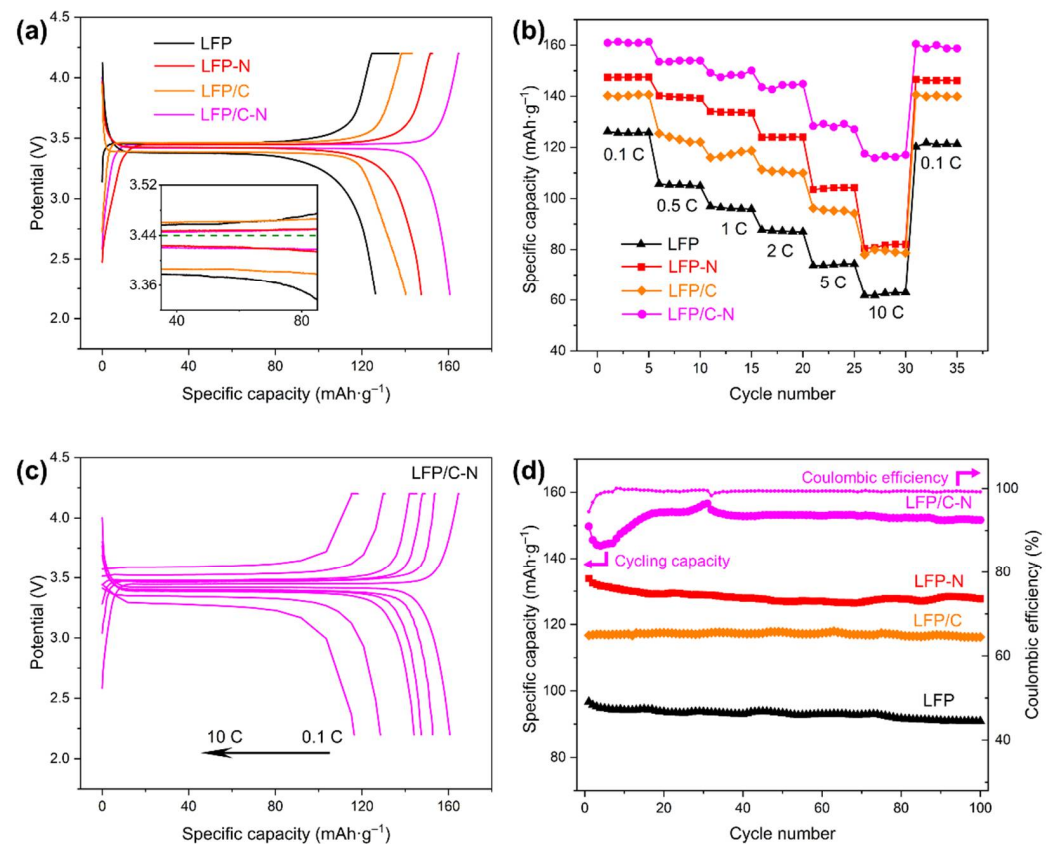 (a)
4.5
4.0
3.5
3.0
2.5
2.0
Potential (V)
LFP
LFP-N
LFP/C
LFP/C-N
3.52
3.44
3.36
40
80
0
40
80
120
160
Specific capacity (mAh·g⁻¹)
(b)
160
140
120
100
80
60
40
Specific capacity (mAh·g⁻¹)
0.1 C
0.5 C
1 C
2 C
5 C
10 C
0.1 C
LFP
LFP-N
LFP/C
LFP/C-N
0
5
10
15
20
25
30
35
Cycle number
(c)
4.5
4.0
3.5
3.0
2.5
2.0
Potential (V)
LFP/C-N
10 C
0.1 C
0
40
80
120
160
Specific capacity (mAh·g⁻¹)
(d)
160
150
140
130
120
110
100
90
80
Specific capacity (mAh·g⁻¹)
Coulombic efficiency
LFP/C-N
Cycling capacity
LFP-N
LFP/C
LFP
100
80
60
40
Coulombic efficiency (%)
0
20
40
60
80
100
Cycle number